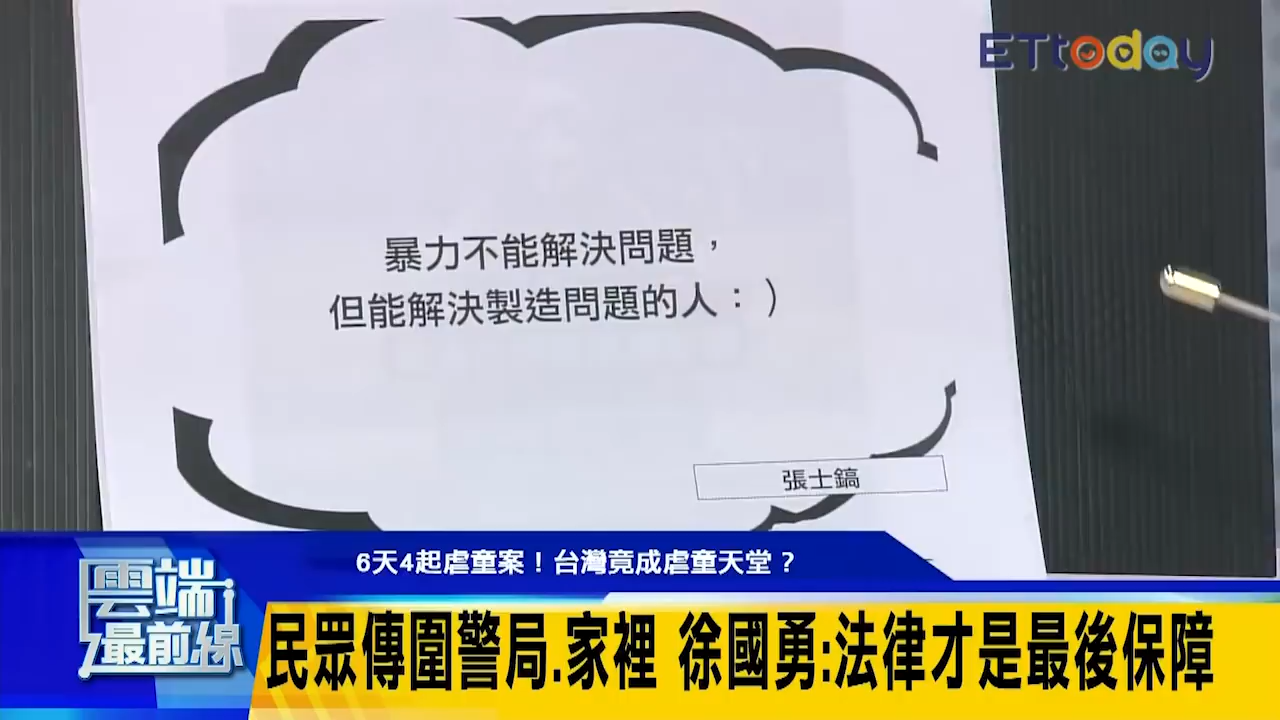 ETtoday
暴力不能解決問題，
但能解決製造問題的人：）
張士鎬
6天4起虐童案！台灣竟成虐童天堂？
雲端最前線
民眾傳圍警局.家裡 徐國勇:法律才是最後保障